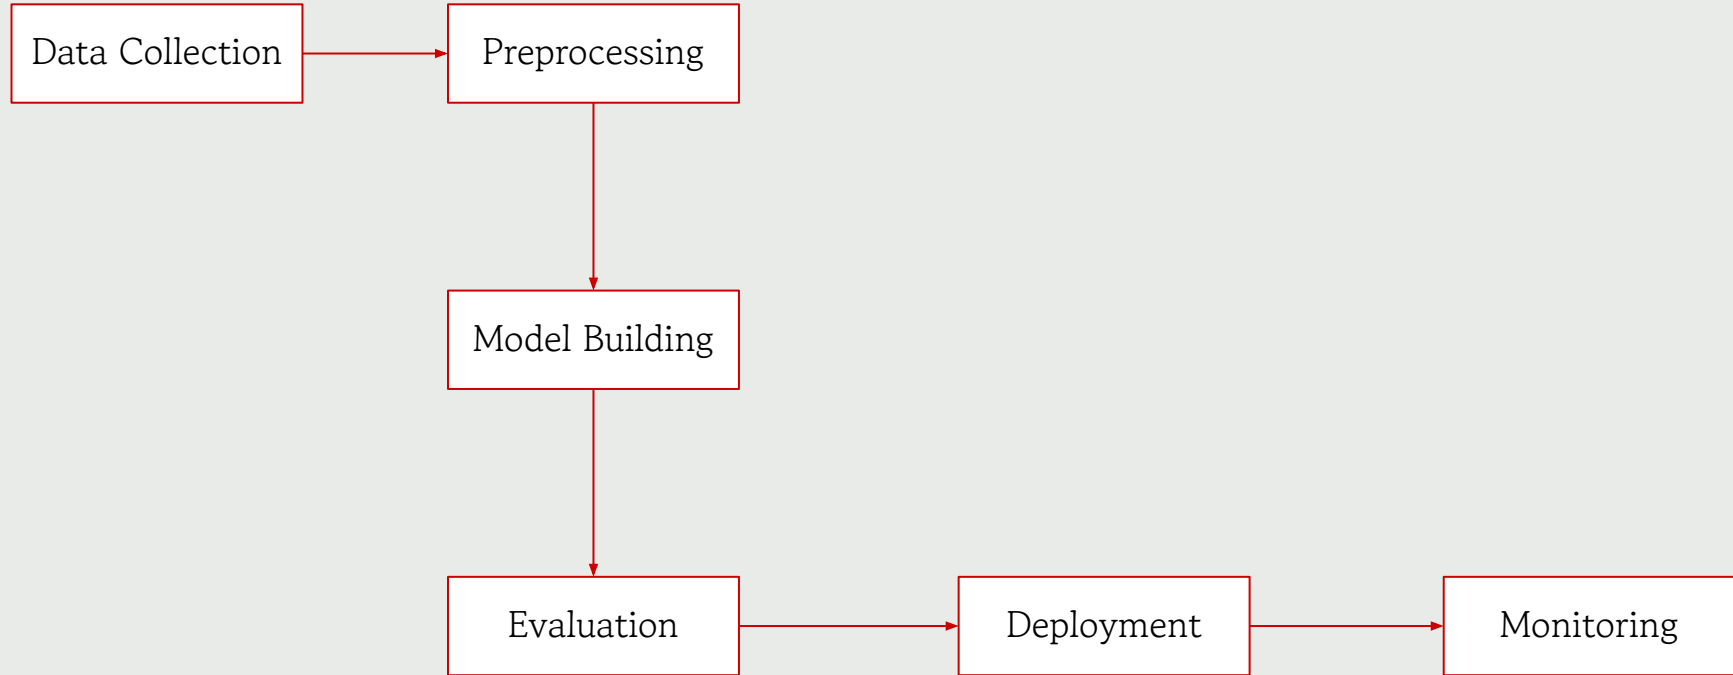 Data Collection
Preprocessing
Model Building
Evaluation
Deployment
Monitoring